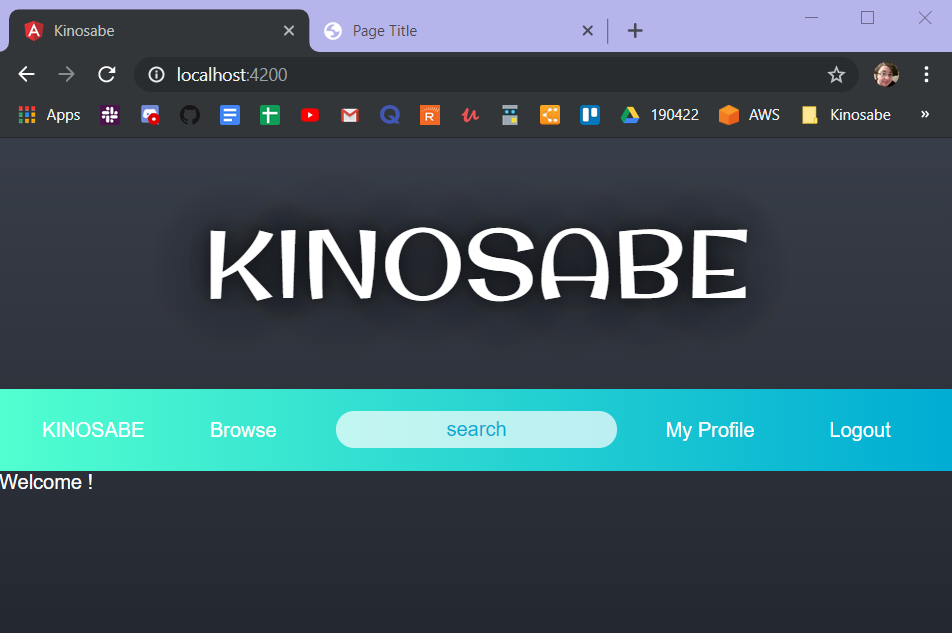 Kinosabe
Page Title
localhost:4200
Apps
R
190422
AWS
Kinosabe
»
KINOSABE
KINOSABE Browse search My Profile Logout
Welcome !